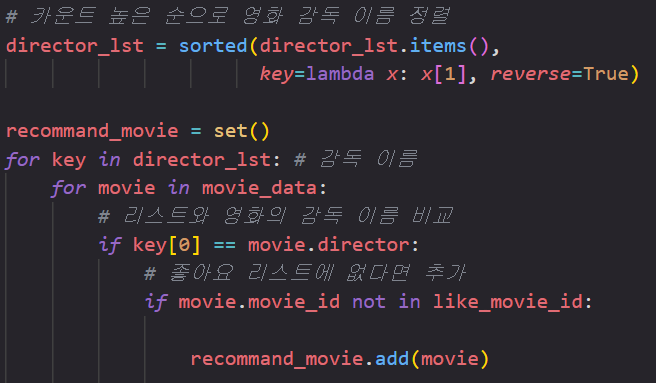 # 카운트 높은 순으로 영화 감독 이름 정렬
director_lst = sorted(director_lst.items(),
key=lambda x: x[1], reverse=True)
recommand_movie = set()
for key in director_lst: # 감독 이름
for movie in movie_data:
# 리스트와 영화의 감독 이름 비교
if key[0] == movie.director:
# 좋아요 리스트에 없다면 추가
if movie.movie_id not in like_movie_id:
recommand_movie.add(movie)